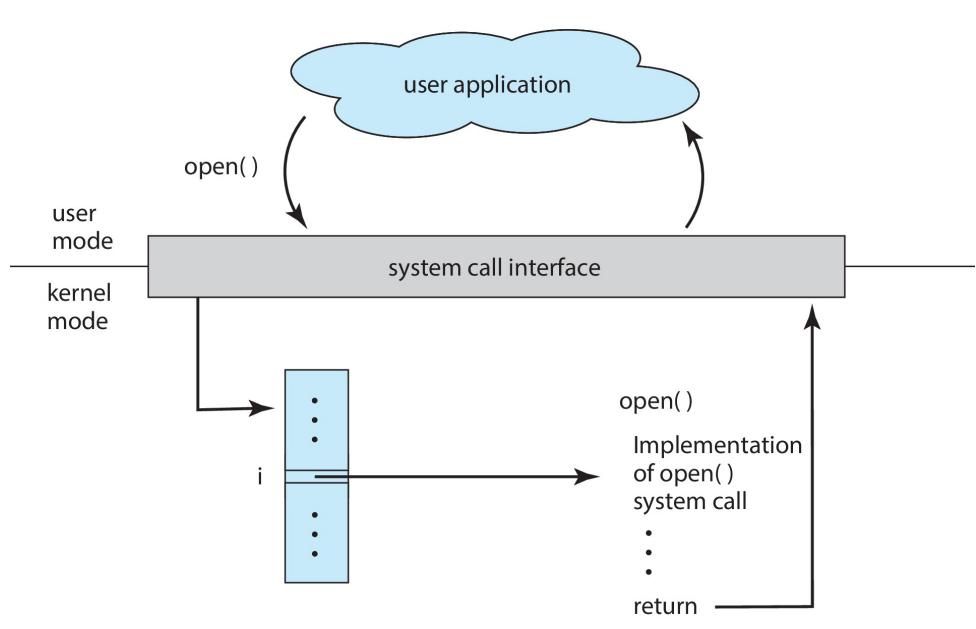 user application
open( )
user
mode
system call interface
kernel
mode
open( )
i
Implementation
of open( )
system call
return